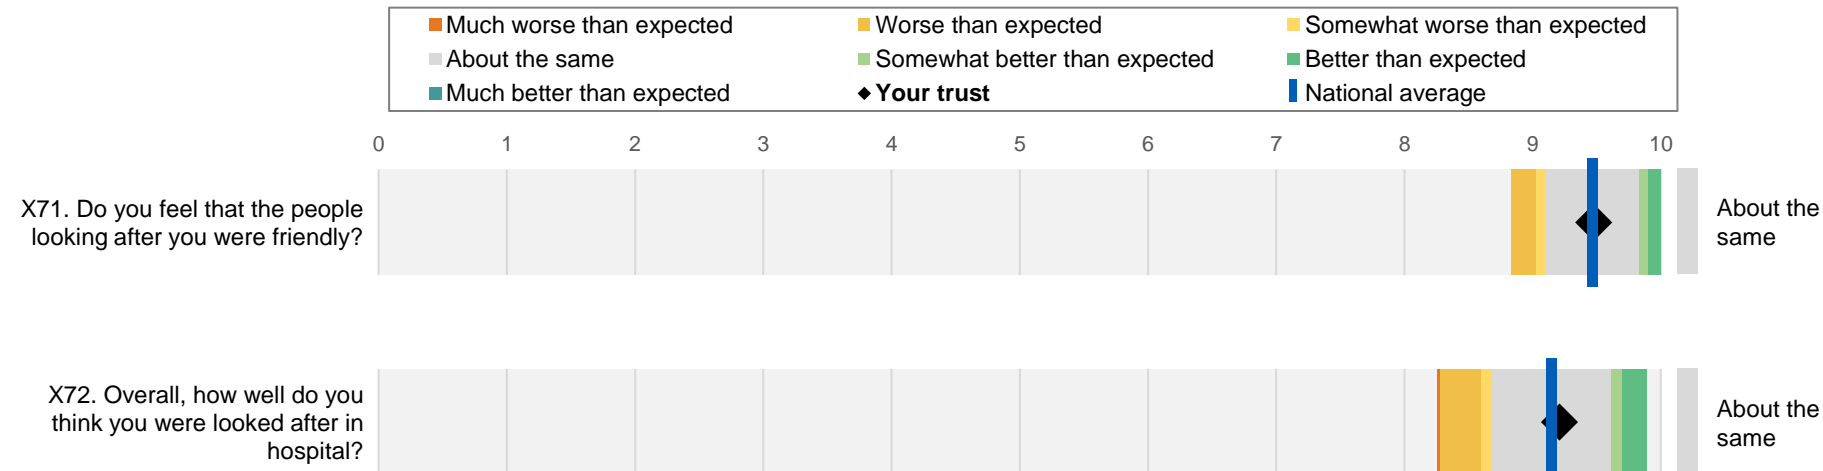 Much worse than expected
Worse than expected
Somewhat worse than expected
About the same
Somewhat better than expected
Better than expected
Much better than expected
Your trust
National average
0 1 2 3 4 5 6 7 8 9 10
X71. Do you feel that the people
looking after you were friendly?
About the
same
X72. Overall, how well do you
think you were looked after in
hospital?
About the
same